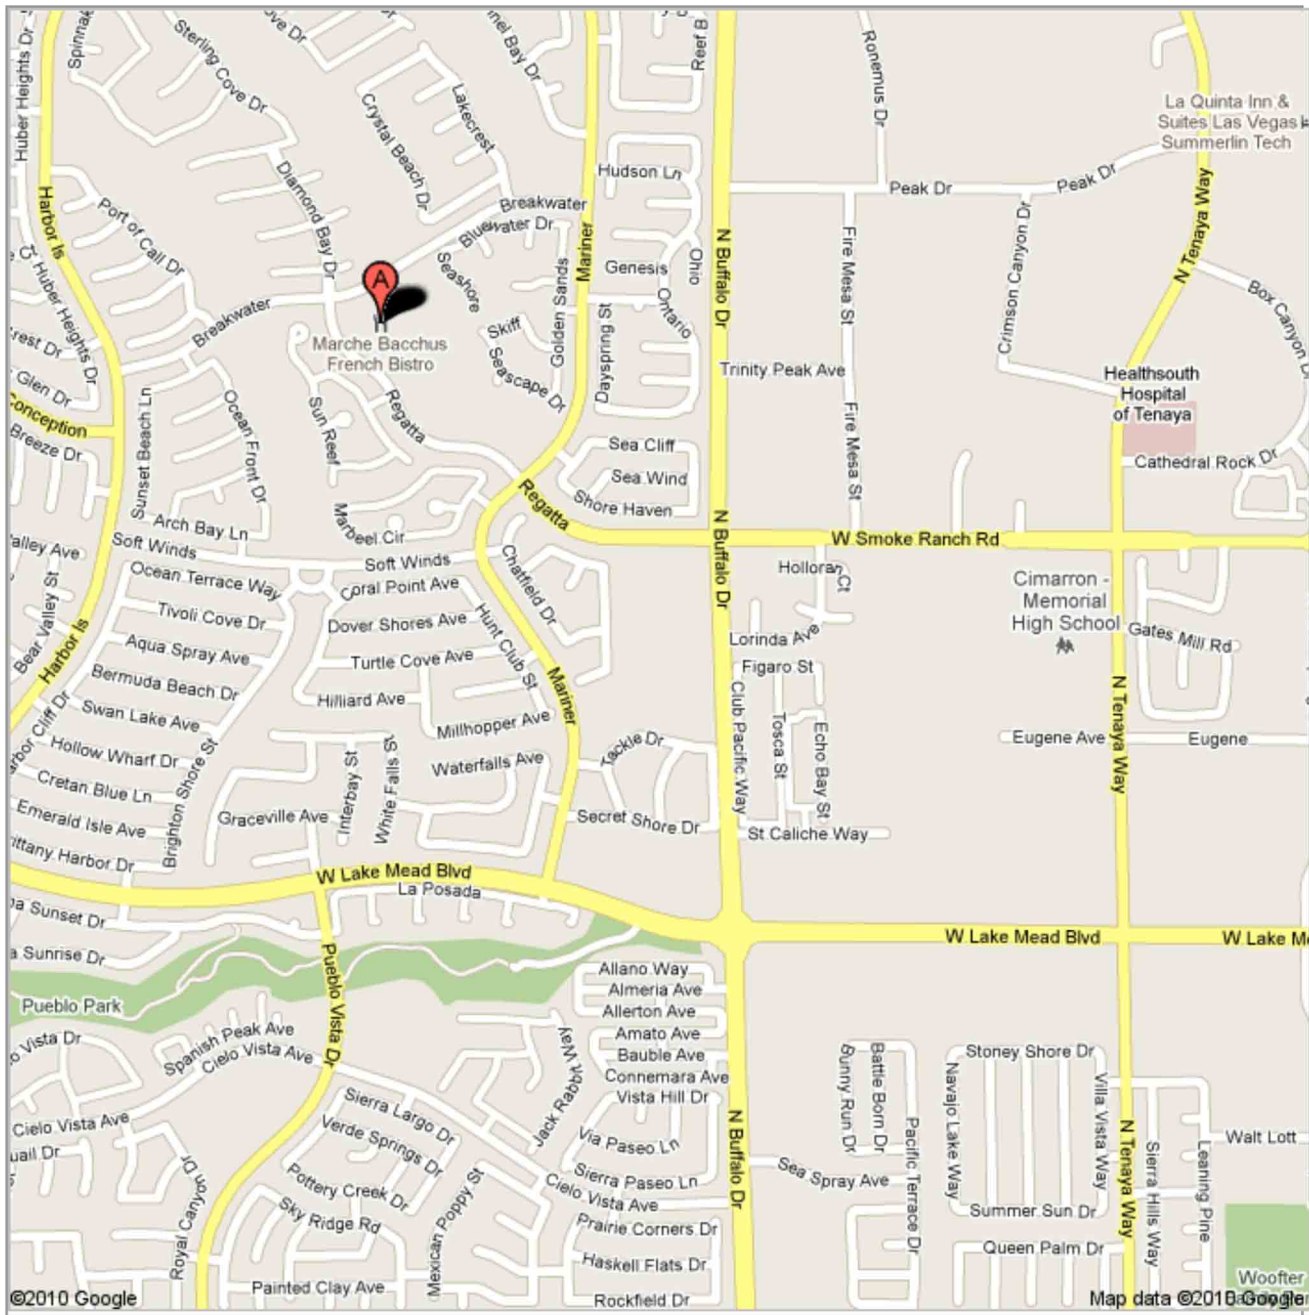 Huber Heights Dr
Sterling Cove Dr
Lakecrest
Crystal Beach Dr
Reef B
Ronemus Dr
La Quinta Inn &
Suites Las Vegas
Summerlin Tech
Hudson Ln
Peak Dr
Peak Dr
Harbor Is
Port of Call Dr
Diamond Bay Dr
Breakwater
Bluewater Dr
Mariner
Genesis
Ohio
Ontario
N Buffalo Dr
Fire Mesa St
Crimson Canyon Dr
N Tenaya Way
Box Canyon
Huber Heights Dr
Breakwater
A
Marche Bacchus
French Bistro
Seashore
Skiff
Seascape Dr
Golden Sands
Dayspring St
Trinity Peak Ave
Healthsouth
Hospital
of Tenaya
rest Dr
Glen Dr
Conception
Breeze Dr
Sunset Beach Ln
Ocean Front Dr
Sun Reef
Regatta
Sea Cliff
Sea Wind
Shore Haven
Fire Mesa St
Cathedral Rock Dr
Regatta
Arch Bay Ln
Marbeel Cir
Soft Winds
Soft Winds
N Buffalo Dr
W Smoke Ranch Rd
alley Ave
Bear Valley St
Ocean Terrace Way
Coral Point Ave
Chatfield Dr
Holloran Ct
Cimarron -
Memorial
High School
Tivoli Cove Dr
Dover Shores Ave
Hunt Club St
Lorinda Ave
Gates Mill Rd
Harbor Is
Aqua Spray Ave
Turtle Cove Ave
Figaro St
Bermuda Beach Dr
Hilliard Ave
Mariner
Club Pacific Way
Tosca St
Echo Bay St
N Tenaya Way
arbor Cliff Dr
Swan Lake Ave
Millhopper Ave
Tackle Dr
Eugene Ave
Eugene
Hollow Wharf Dr
Interbay St
White Falls St
Waterfalls Ave
Cretan Blue Ln
Brighton Shore St
Emerald Isle Ave
Graceville Ave
Secret Shore Dr
St Caliche Way
rittany Harbor Dr
W Lake Mead Blvd
La Posada
a Sunset Dr
W Lake Mead Blvd
W Lake Me
a Sunrise Dr
Pueblo Vista Dr
Allano Way
Almeria Ave
Pueblo Park
Allerton Ave
Amato Ave
Spanish Peak Ave
o Vista Dr
Cielo Vista Ave
Bauble Ave
Connemara Ave
Vista Hill Dr
Jack Rabbit Way
Bunny Run Dr
Battle Born Dr
Stoney Shore Dr
Navajo Lake Way
Villa Vista Way
Sierra Largo Dr
Cielo Vista Ave
Verde Springs Dr
Via Paseo Ln
N Buffalo Dr
Pacific Terrace Dr
N Tenaya Way
Sierra Hills Way
Leaning Pine
Walt Lott
uail Dr
Royal Canyon Dr
Pottery Creek Dr
Sierra Paseo Ln
Sea Spray Ave
Sky Ridge Rd
Mexican Poppy St
Cielo Vista Ave
Summer Sun Dr
Prairie Corners Dr
Queen Palm Dr
Haskell Flats Dr
Painted Clay Ave
Rockfield Dr
Woofter
©2010 Google
Map data ©2010 Google